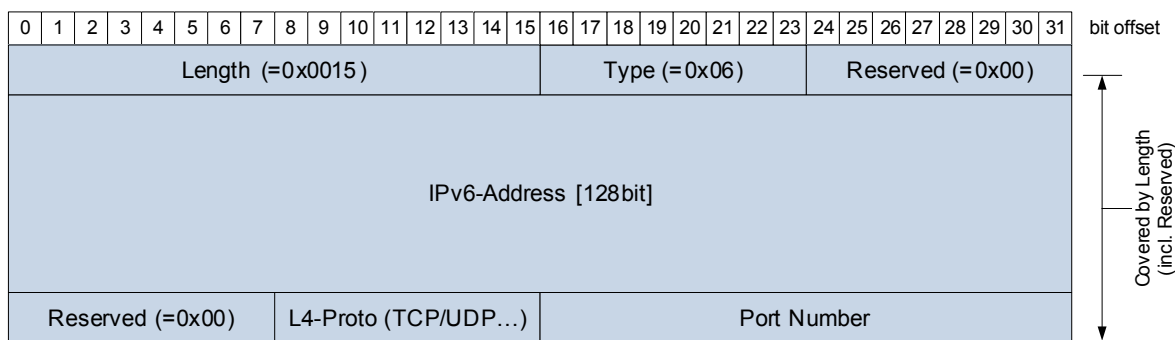 0 1 2 3 4 5 6 7 8 9 10 11 12 13 14 15 16 17 18 19 20 21 22 23 24 25 26 27 28 29 30 31 bit offset
Length (=0x0015) Type (=0x06) Reserved (=0x00)
IPv6-Address [128bit]
Covered by Length
(incl. Reserved)
Reserved (=0x00) L4-Proto (TCP/UDP...) Port Number